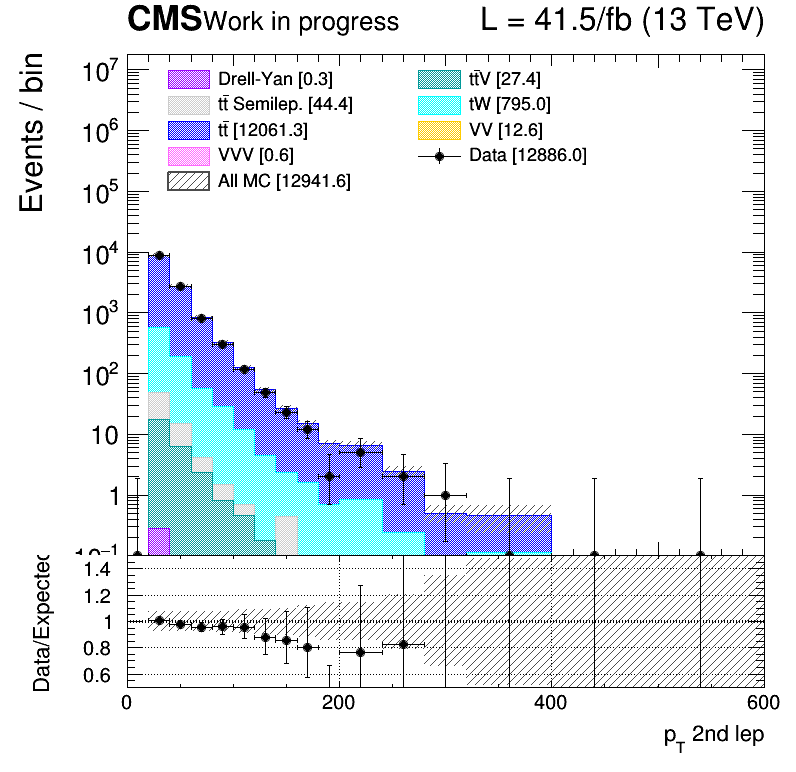 CMS Work in progress L = 41.5/fb (13 TeV)
Events / bin
10⁷
10⁶
10⁵
10⁴
10³
10²
10
1
10⁻¹
Drell-Yan [0.3]
tt̄ Semilep. [44.4]
tt̄ [12061.3]
VVV [0.6]
All MC [12941.6]
tt̄V [27.4]
tW [795.0]
VV [12.6]
Data [12886.0]
Data/Expected
1.4
1.2
1
0.8
0.6
0 200 400 600
p_T 2nd lep